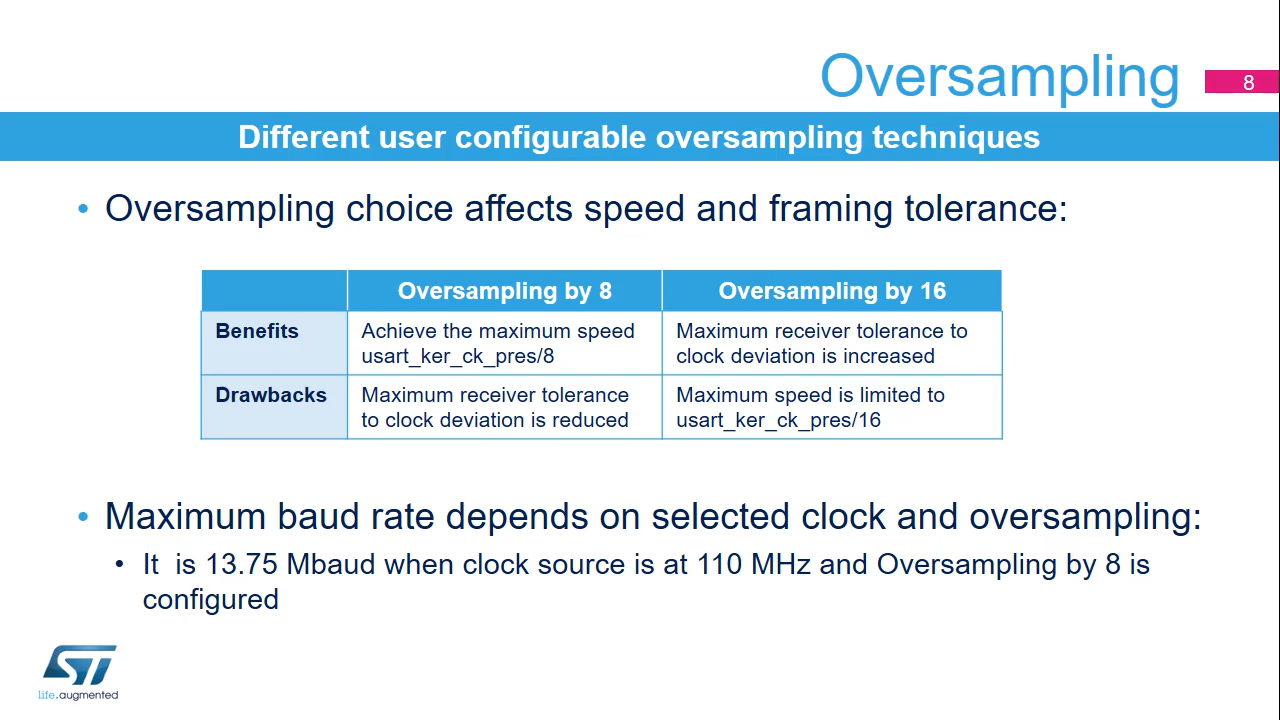 Oversampling
8
Different user configurable oversampling techniques
• Oversampling choice affects speed and framing tolerance:
Oversampling by 8 Oversampling by 16
Benefits Achieve the maximum speed Maximum receiver tolerance to
usart_ker_ck_pres/8 clock deviation is increased
Drawbacks Maximum receiver tolerance Maximum speed is limited to
to clock deviation is reduced usart_ker_ck_pres/16
• Maximum baud rate depends on selected clock and oversampling:
• It  is 13.75 Mbaud when clock source is at 110 MHz and Oversampling by 8 is
configured
ST
life.augmented